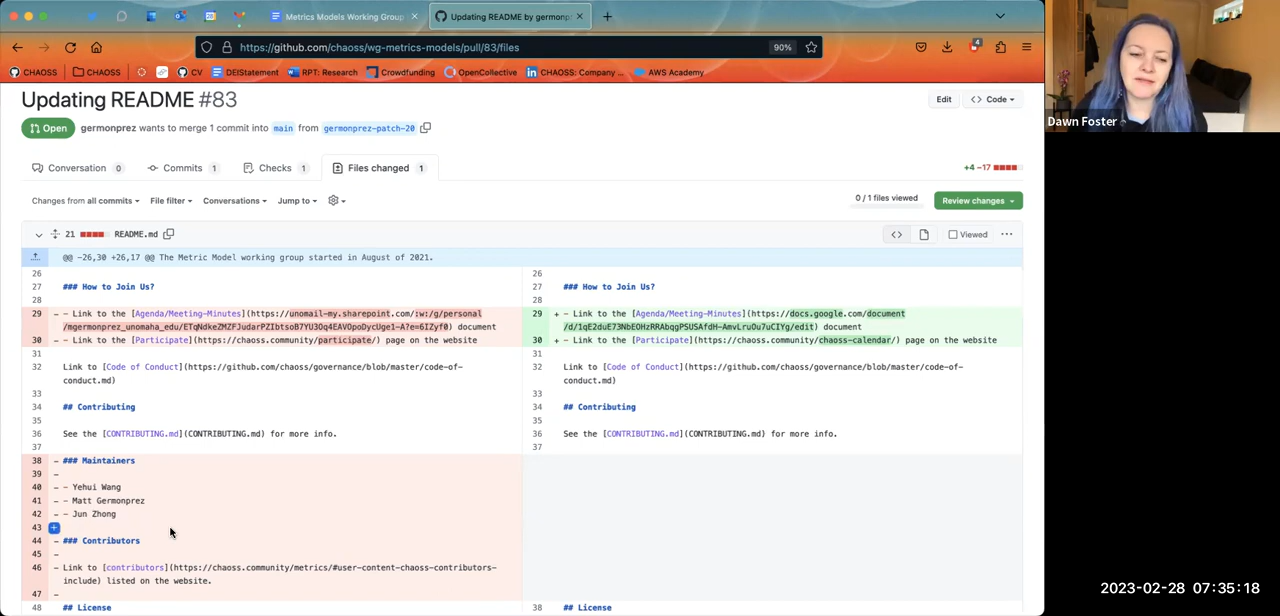 Metrics Models Working Group
Updating README by germonp
https://github.com/chaoss/wg-metrics-models/pull/83/files
90%
4
CHAOSS
CHAOSS
CV
DEIStatement
RPT: Research
Crowdfunding
OpenCollective
CHAOSS: Company ...
AWS Academy
Updating README #83
Edit
<> Code
Open
germonprez wants to merge 1 commit into main from germonprez-patch-20
Conversation 0
Commits 1
Checks 1
Files changed 1
+4 −17
Changes from all commits
File filter
Conversations
Jump to
0 / 1 files viewed
Review changes
21 README.md
Viewed
@@ -26,30 +26,17 @@ The Metric Model working group started in August of 2021.
26
27 ### How to Join Us?
28
29 - - Link to the [Agenda/Meeting-Minutes](https://unomail-my.sharepoint.com/:w:/g/personal
30 - - Link to the [Participate](https://chaoss.community/participate/) page on the website
31
32 Link to [Code of Conduct](https://github.com/chaoss/governance/blob/master/code-of-
conduct.md)
33
34 ## Contributing
35
36 See the [CONTRIBUTING.md](CONTRIBUTING.md) for more info.
37
38 - ### Maintainers
39 -
40 - - Yehui Wang
41 - - Matt Germonprez
42 - - Jun Zhong
43
44 - ### Contributors
45 -
46 - Link to [contributors](https://chaoss.community/metrics/#user-content-chaoss-contributors-
include) listed on the website.
47 -
48 ## License
26
27 ### How to Join Us?
28
29 + - Link to the [Agenda/Meeting-Minutes](https://docs.google.com/document
30 + - Link to the [Participate](https://chaoss.community/chaoss-calendar/) page on the website
31
32 Link to [Code of Conduct](https://github.com/chaoss/governance/blob/master/code-of-
conduct.md)
33
34 ## Contributing
35
36 See the [CONTRIBUTING.md](CONTRIBUTING.md) for more info.
37
38 ## License
Dawn Foster
2023-02-28 07:35:18